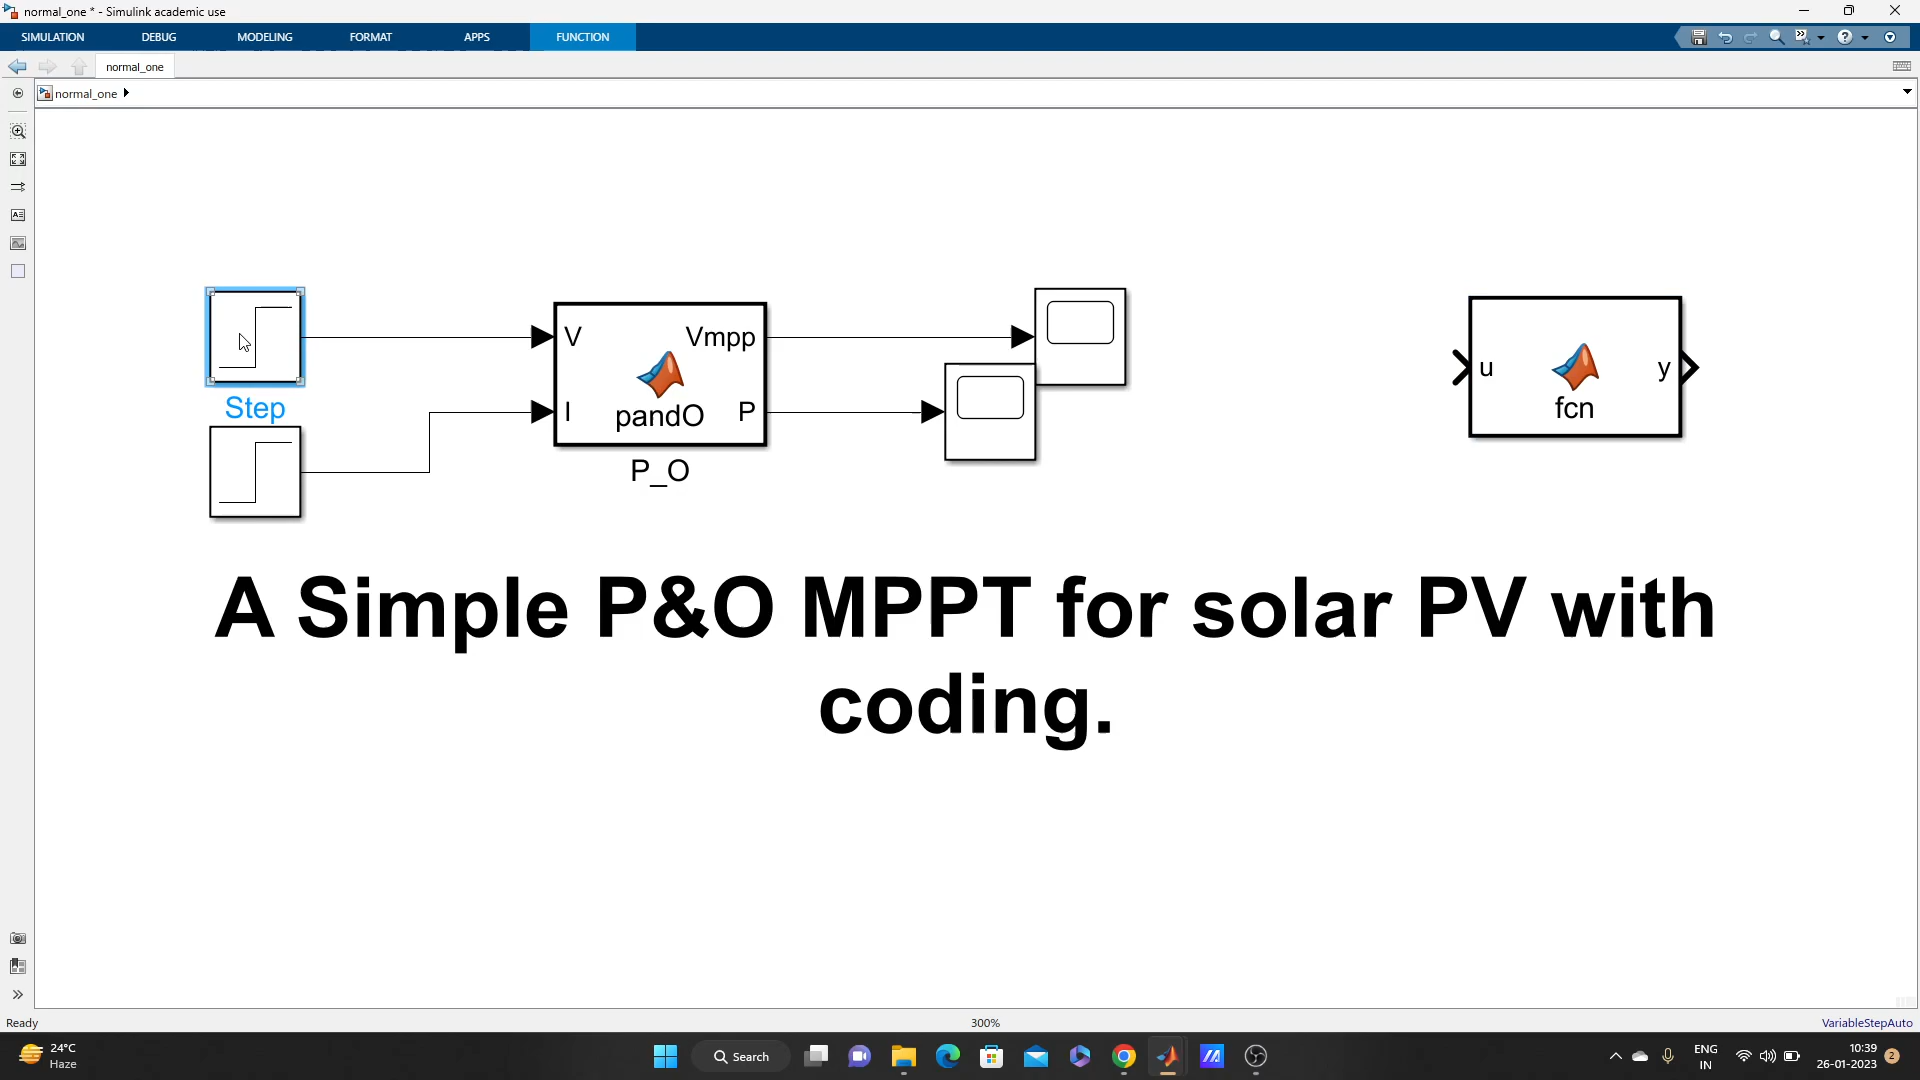 normal_one * - Simulink academic use
SIMULATION DEBUG MODELING FORMAT APPS FUNCTION
normal_one
normal_one
V Vmpp
I pandO P
P_O
Step
u y
fcn
A Simple P&O MPPT for solar PV with
coding.
Ready 300% VariableStepAuto
24°C
Haze
Search
ENG
IN
10:39
26-01-2023
2